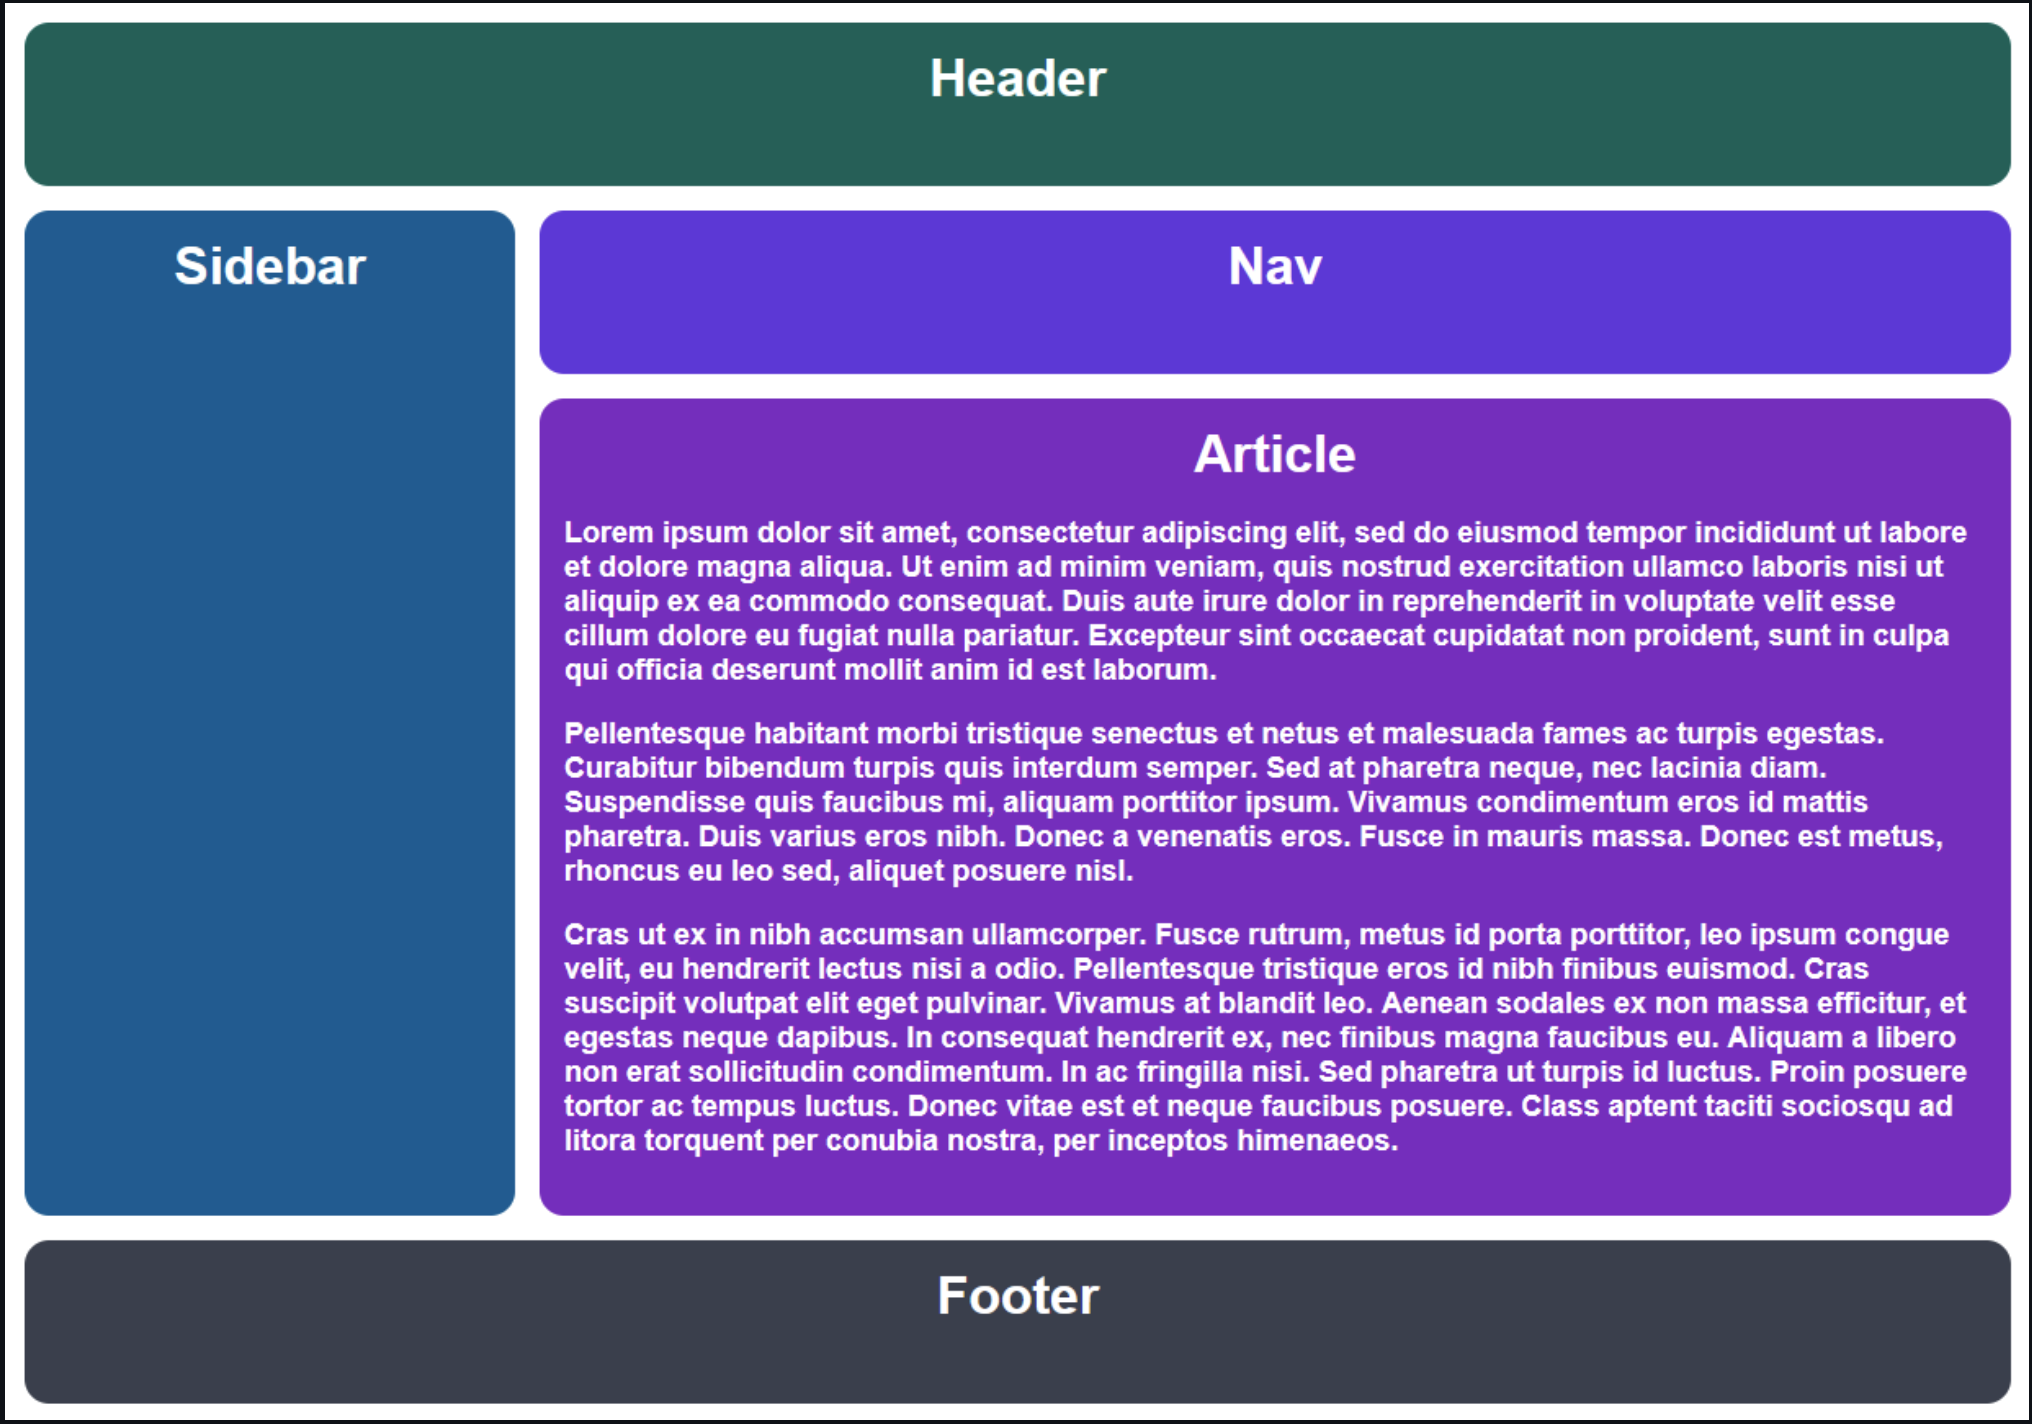 Header
Sidebar
Nav
Article
Lorem ipsum dolor sit amet, consectetur adipiscing elit, sed do eiusmod tempor incididunt ut labore
et dolore magna aliqua. Ut enim ad minim veniam, quis nostrud exercitation ullamco laboris nisi ut
aliquip ex ea commodo consequat. Duis aute irure dolor in reprehenderit in voluptate velit esse
cillum dolore eu fugiat nulla pariatur. Excepteur sint occaecat cupidatat non proident, sunt in culpa
qui officia deserunt mollit anim id est laborum.
Pellentesque habitant morbi tristique senectus et netus et malesuada fames ac turpis egestas.
Curabitur bibendum turpis quis interdum semper. Sed at pharetra neque, nec lacinia diam.
Suspendisse quis faucibus mi, aliquam porttitor ipsum. Vivamus condimentum eros id mattis
pharetra. Duis varius eros nibh. Donec a venenatis eros. Fusce in mauris massa. Donec est metus,
rhoncus eu leo sed, aliquet posuere nisl.
Cras ut ex in nibh accumsan ullamcorper. Fusce rutrum, metus id porta porttitor, leo ipsum congue
velit, eu hendrerit lectus nisi a odio. Pellentesque tristique eros id nibh finibus euismod. Cras
suscipit volutpat elit eget pulvinar. Vivamus at blandit leo. Aenean sodales ex non massa efficitur, et
egestas neque dapibus. In consequat hendrerit ex, nec finibus magna faucibus eu. Aliquam a libero
non erat sollicitudin condimentum. In ac fringilla nisi. Sed pharetra ut turpis id luctus. Proin posuere
tortor ac tempus luctus. Donec vitae est et neque faucibus posuere. Class aptent taciti sociosqu ad
litora torquent per conubia nostra, per inceptos himenaeos.
Footer